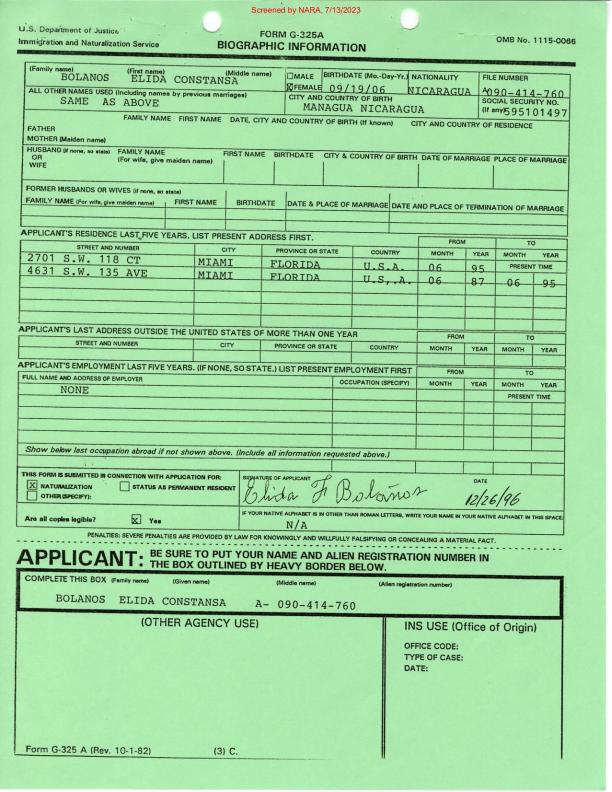 Screened by NARA, 7/13/2023
U.S. Department of Justice
Immigration and Naturalization Service
FORM G-325A
BIOGRAPHIC INFORMATION
OMB No. 1115-0066
(Family name) (First name) (Middle name)
BOLANOS ELIDA CONSTANSA
☐MALE
☒FEMALE
BIRTHDATE (Mo.-Day-Yr.)
09/19/06
NATIONALITY
NICARAGUA
FILE NUMBER
A090-414-760
ALL OTHER NAMES USED (Including names by previous marriages)
SAME AS ABOVE
CITY AND COUNTRY OF BIRTH
MANAGUA NICARAGUA
SOCIAL SECURITY NO.
(If any) 595101497
FAMILY NAME FIRST NAME DATE, CITY AND COUNTRY OF BIRTH (If known) CITY AND COUNTRY OF RESIDENCE
FATHER
MOTHER (Maiden name)
HUSBAND (If none, so state) OR WIFE
FAMILY NAME (For wife, give maiden name)
FIRST NAME BIRTHDATE CITY & COUNTRY OF BIRTH DATE OF MARRIAGE PLACE OF MARRIAGE
FORMER HUSBANDS OR WIVES (If none, so state)
FAMILY NAME (For wife, give maiden name) FIRST NAME BIRTHDATE DATE & PLACE OF MARRIAGE DATE AND PLACE OF TERMINATION OF MARRIAGE
APPLICANT'S RESIDENCE LAST FIVE YEARS. LIST PRESENT ADDRESS FIRST.
FROM TO
STREET AND NUMBER CITY PROVINCE OR STATE COUNTRY MONTH YEAR MONTH YEAR
2701 S.W. 118 CT MIAMI FLORIDA U.S.A. 06 95 PRESENT TIME
4631 S.W. 135 AVE MIAMI FLORIDA U.S,.A. 06 87 06 95
APPLICANT'S LAST ADDRESS OUTSIDE THE UNITED STATES OF MORE THAN ONE YEAR
FROM TO
STREET AND NUMBER CITY PROVINCE OR STATE COUNTRY MONTH YEAR MONTH YEAR
APPLICANT'S EMPLOYMENT LAST FIVE YEARS. (IF NONE, SO STATE.) LIST PRESENT EMPLOYMENT FIRST
FROM TO
FULL NAME AND ADDRESS OF EMPLOYER OCCUPATION (SPECIFY) MONTH YEAR MONTH YEAR
NONE PRESENT TIME
Show below last occupation abroad if not shown above. (Include all information requested above.)
THIS FORM IS SUBMITTED IN CONNECTION WITH APPLICATION FOR:
☒ NATURALIZATION ☐ STATUS AS PERMANENT RESIDENT
☐ OTHER (SPECIFY):
SIGNATURE OF APPLICANT
Elida F Bolaños
DATE
12/26/96
Are all copies legible? ☒ Yes
IF YOUR NATIVE ALPHABET IS IN OTHER THAN ROMAN LETTERS, WRITE YOUR NAME IN YOUR NATIVE ALPHABET IN THIS SPACE:
N/A
PENALTIES: SEVERE PENALTIES ARE PROVIDED BY LAW FOR KNOWINGLY AND WILLFULLY FALSIFYING OR CONCEALING A MATERIAL FACT.
APPLICANT: BE SURE TO PUT YOUR NAME AND ALIEN REGISTRATION NUMBER IN
THE BOX OUTLINED BY HEAVY BORDER BELOW.
COMPLETE THIS BOX (Family name) (Given name) (Middle name) (Alien registration number)
BOLANOS ELIDA CONSTANSA A- 090-414-760
(OTHER AGENCY USE)
INS USE (Office of Origin)
OFFICE CODE:
TYPE OF CASE:
DATE:
Form G-325 A (Rev. 10-1-82) (3) C.